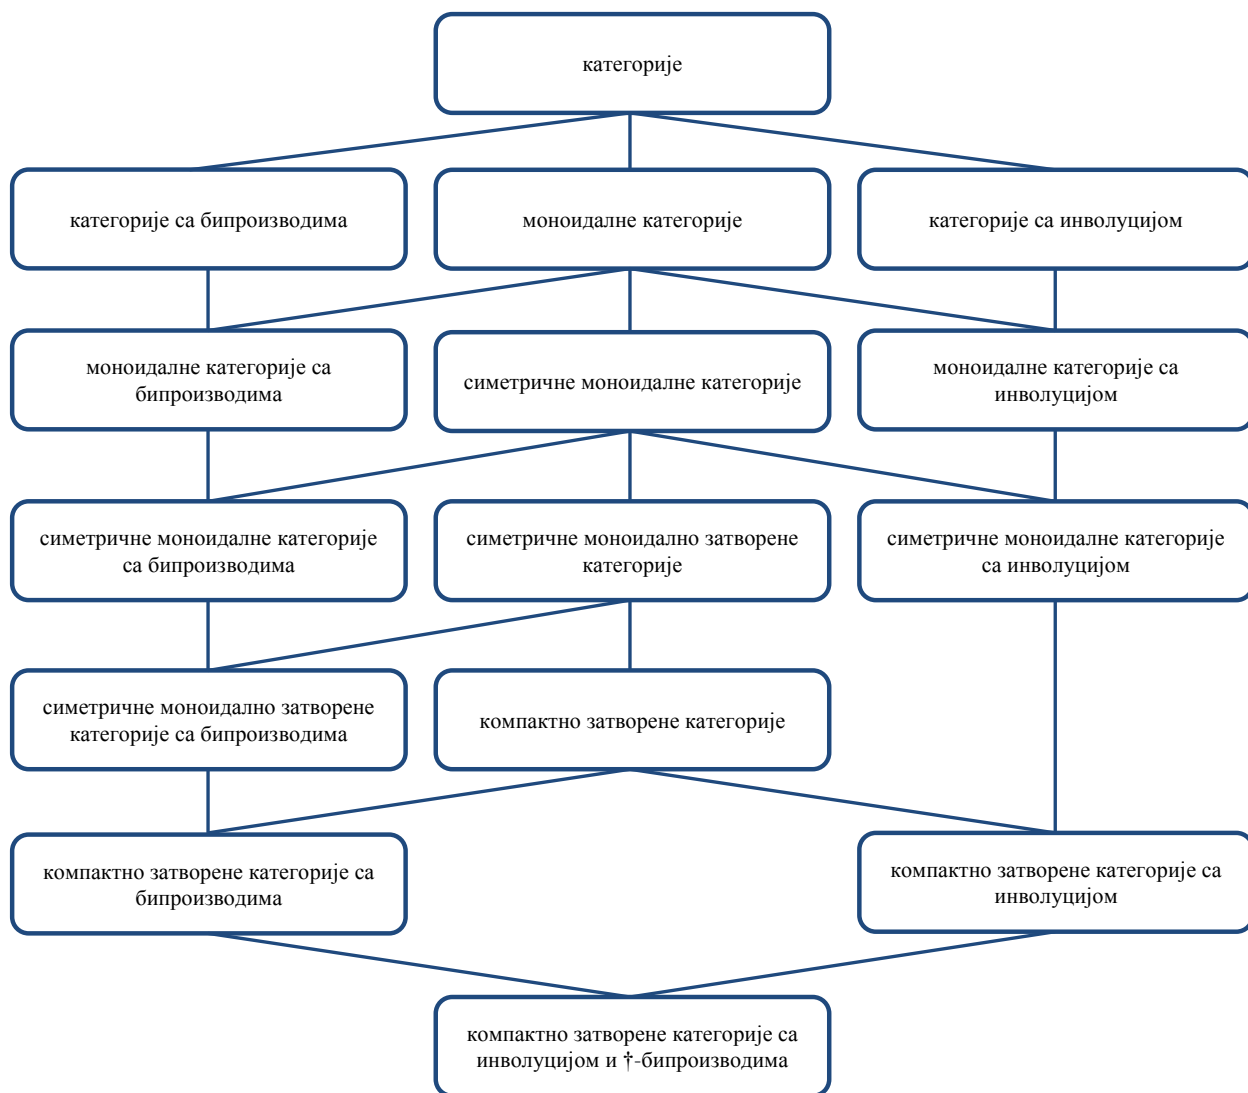 категорије
категорије са бипроизводима
моноидалне категорије
категорије са инволуцијом
моноидалне категорије са
бипроизводима
симетричне моноидалне категорије
моноидалне категорије са
инволуцијом
симетричне моноидалне категорије
са бипроизводима
симетричне моноидално затворене
категорије
симетричне моноидалне категорије
са инволуцијом
симетричне моноидално затворене
категорије са бипроизводима
компактно затворене категорије
компактно затворене категорије са
бипроизводима
компактно затворене категорије са
инволуцијом
компактно затворене категорије са
инволуцијом и †-бипроизводима